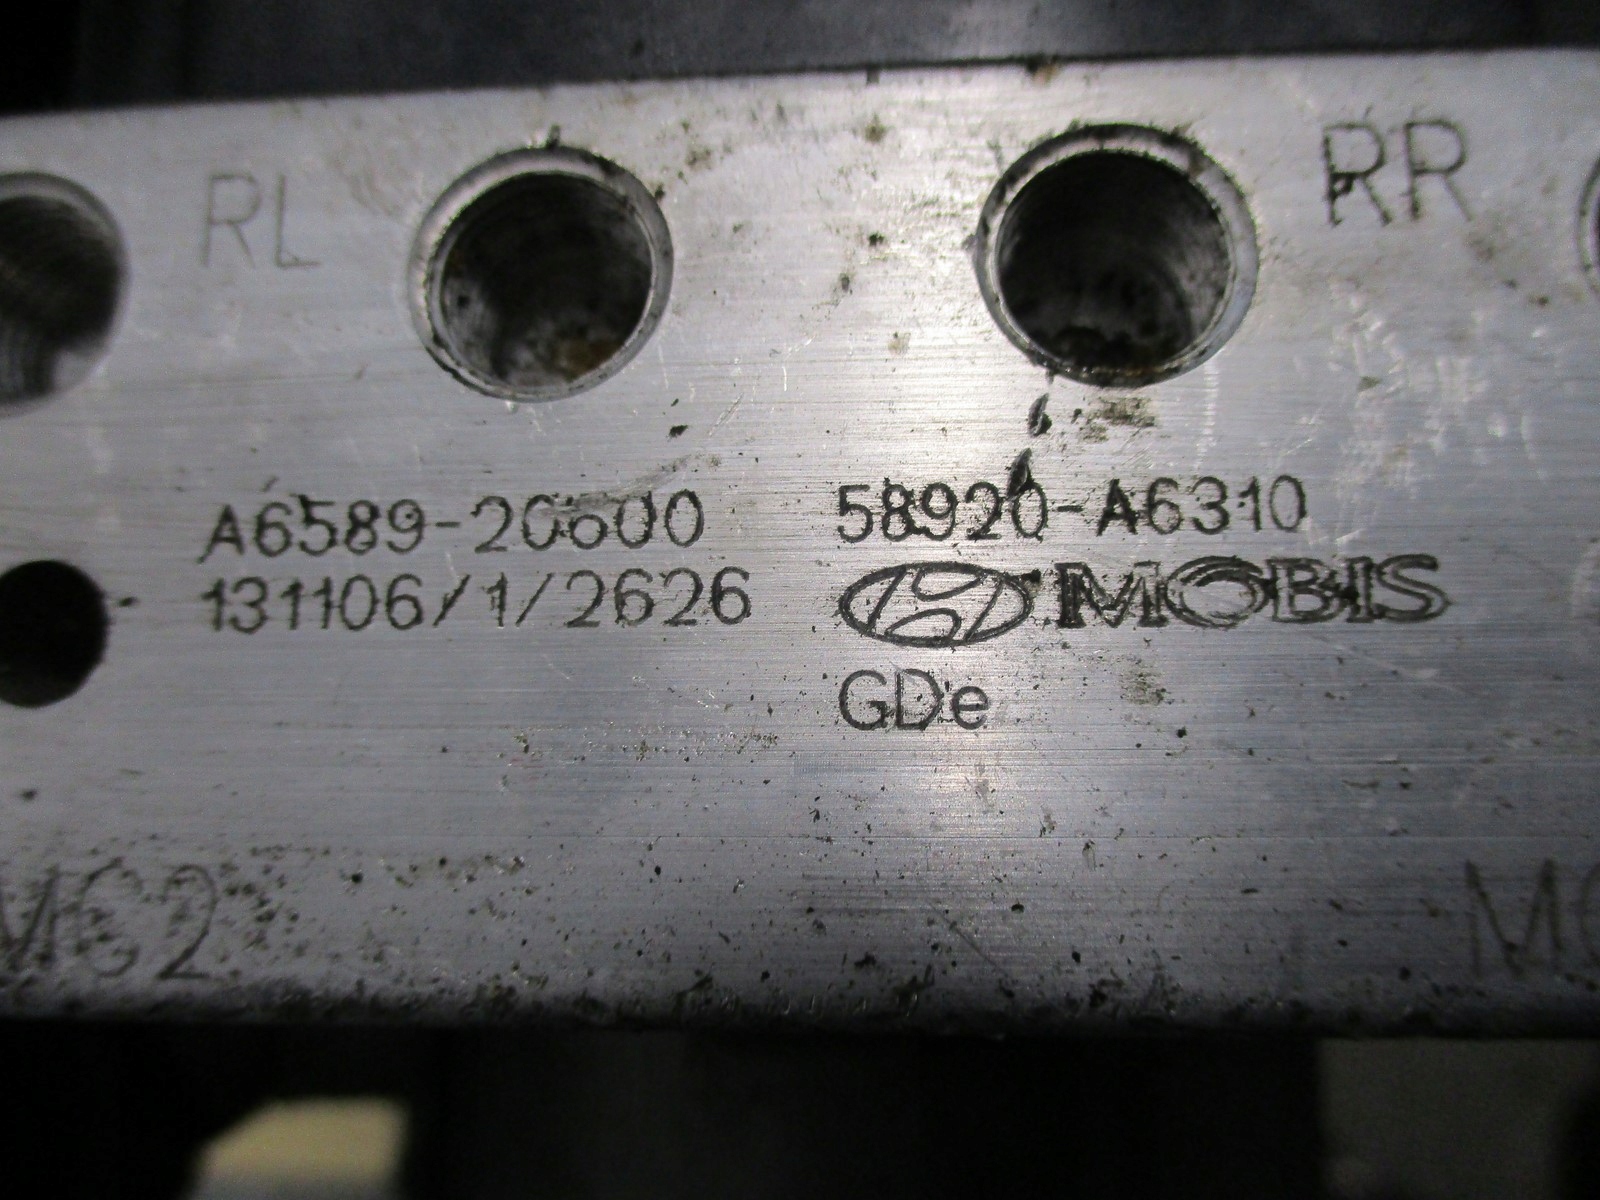 RL RR
A6589-20600 58920-A6310
131106/1/2626 MOBIS
GDe
MC2